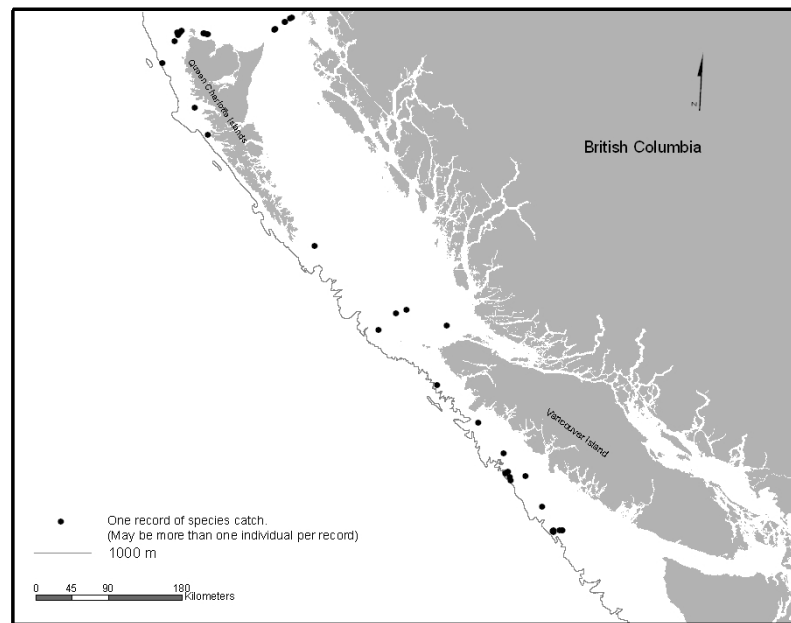 Queen Charlotte Islands
N
British Columbia
Vancouver Island
One record of species catch.
(May be more than one individual per record)
1000 m
0 45 90 180
Kilometers